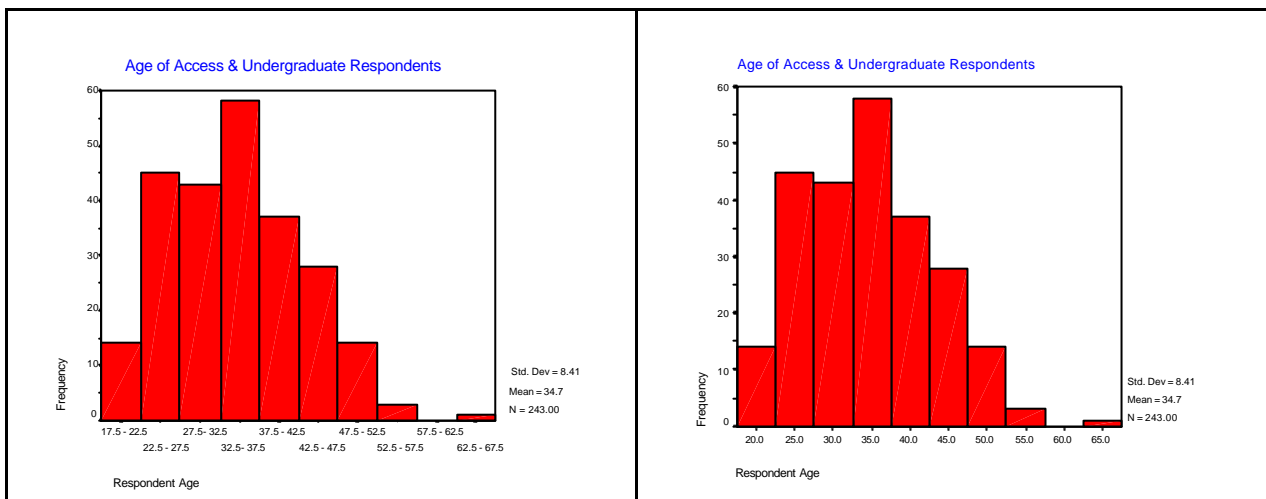 Age of Access & Undergraduate Respondents
60
50
40
30
20
10
0
Frequency
17.5 - 22.5
27.5 - 32.5
37.5 - 42.5
47.5 - 52.5
57.5 - 62.5
22.5 - 27.5
32.5 - 37.5
42.5 - 47.5
52.5 - 57.5
62.5 - 67.5
Respondent Age
Std. Dev = 8.41
Mean = 34.7
N = 243.00
Age of Access & Undergraduate Respondents
60
50
40
30
20
10
0
Frequency
20.0
25.0
30.0
35.0
40.0
45.0
50.0
55.0
60.0
65.0
Respondent Age
Std. Dev = 8.41
Mean = 34.7
N = 243.00